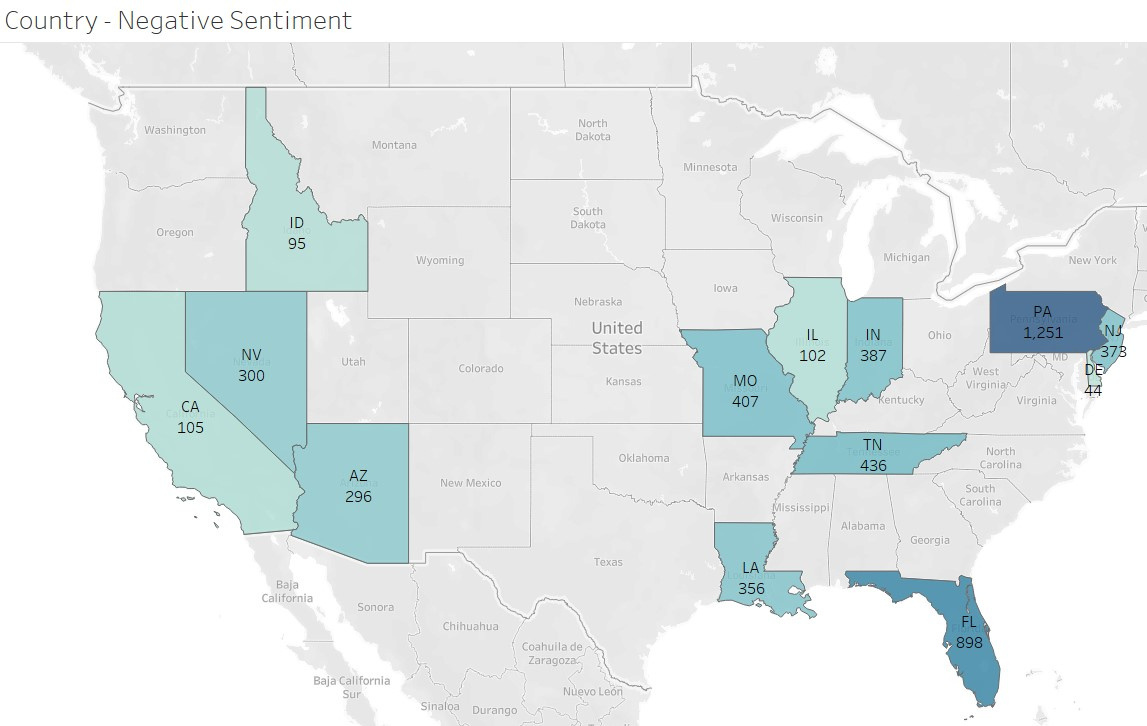 Country - Negative Sentiment
Washington
Montana
North
Dakota
Minnesota
ID
95
Oregon
South
Dakota
Wisconsin
Wyoming
Michigan
New York
Iowa
Nebraska
United
States
NV
300
Utah
Colorado
Kansas
IL
102
IN
387
Ohio
PA
1,251
NJ
373
MD
DE
44
MO
407
West
Virginia
Virginia
Kentucky
CA
105
AZ
296
New Mexico
Oklahoma
Arkansas
TN
436
North
Carolina
South
Carolina
Mississippi
Alabama
Georgia
Texas
LA
356
FL
898
Baja
California
Sonora
Chihuahua
Coahuila de
Zaragoza
Baja California
Sur
Sinaloa
Durango
Nuevo León